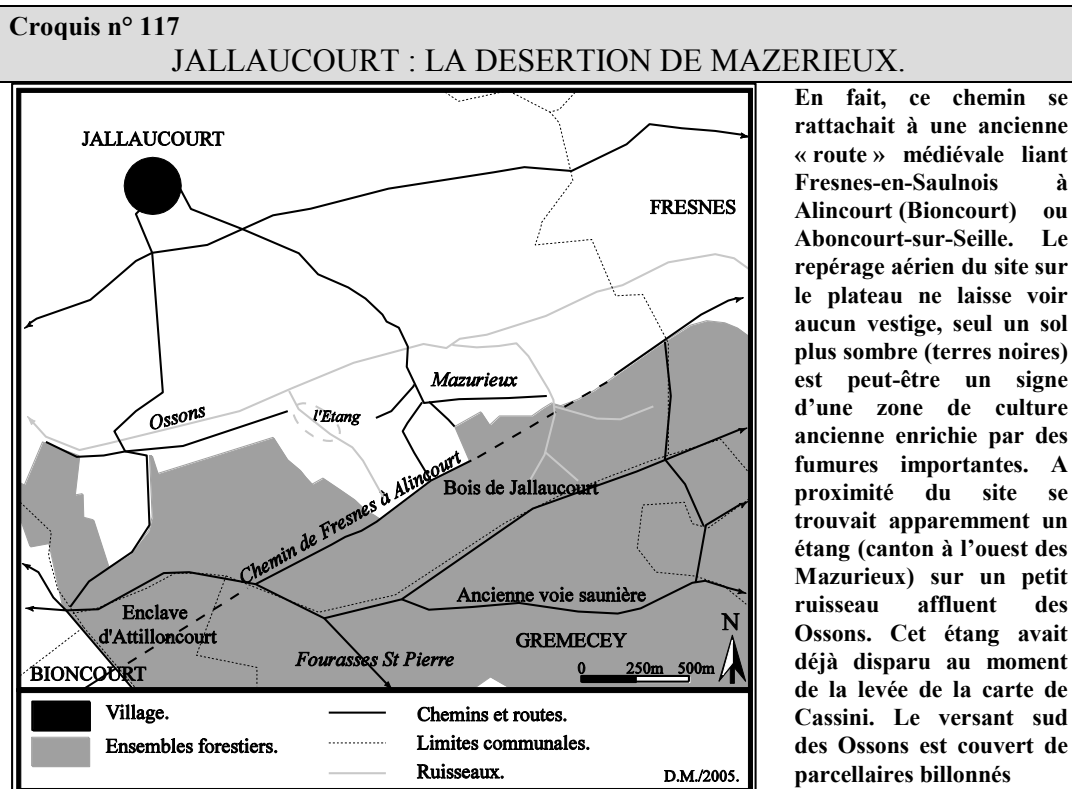 Croquis n° 117
JALLAUCOURT : LA DESERTION DE MAZERIEUX.
JALLAUCOURT
FRESNES
Mazurieux
Ossons
l'Etang
Chemin de Fresnes à Alincourt
Bois de Jallaucourt
Ancienne voie saunière
Enclave
d'Attilloncourt
GREMECEY
N
BIONCOURT
Fourasses St Pierre
0 250m 500m
Village.
Ensembles forestiers.
Chemins et routes.
Limites communales.
Ruisseaux.
D.M./2005.
En fait, ce chemin se
rattachait à une ancienne
« route » médiévale liant
Fresnes-en-Saulnois à
Alincourt (Bioncourt) ou
Aboncourt-sur-Seille. Le
repérage aérien du site sur
le plateau ne laisse voir
aucun vestige, seul un sol
plus sombre (terres noires)
est peut-être un signe
d'une zone de culture
ancienne enrichie par des
fumures importantes. A
proximité du site se
trouvait apparemment un
étang (canton à l'ouest des
Mazurieux) sur un petit
ruisseau affluent des
Ossons. Cet étang avait
déjà disparu au moment
de la levée de la carte de
Cassini. Le versant sud
des Ossons est couvert de
parcellaires billonnés